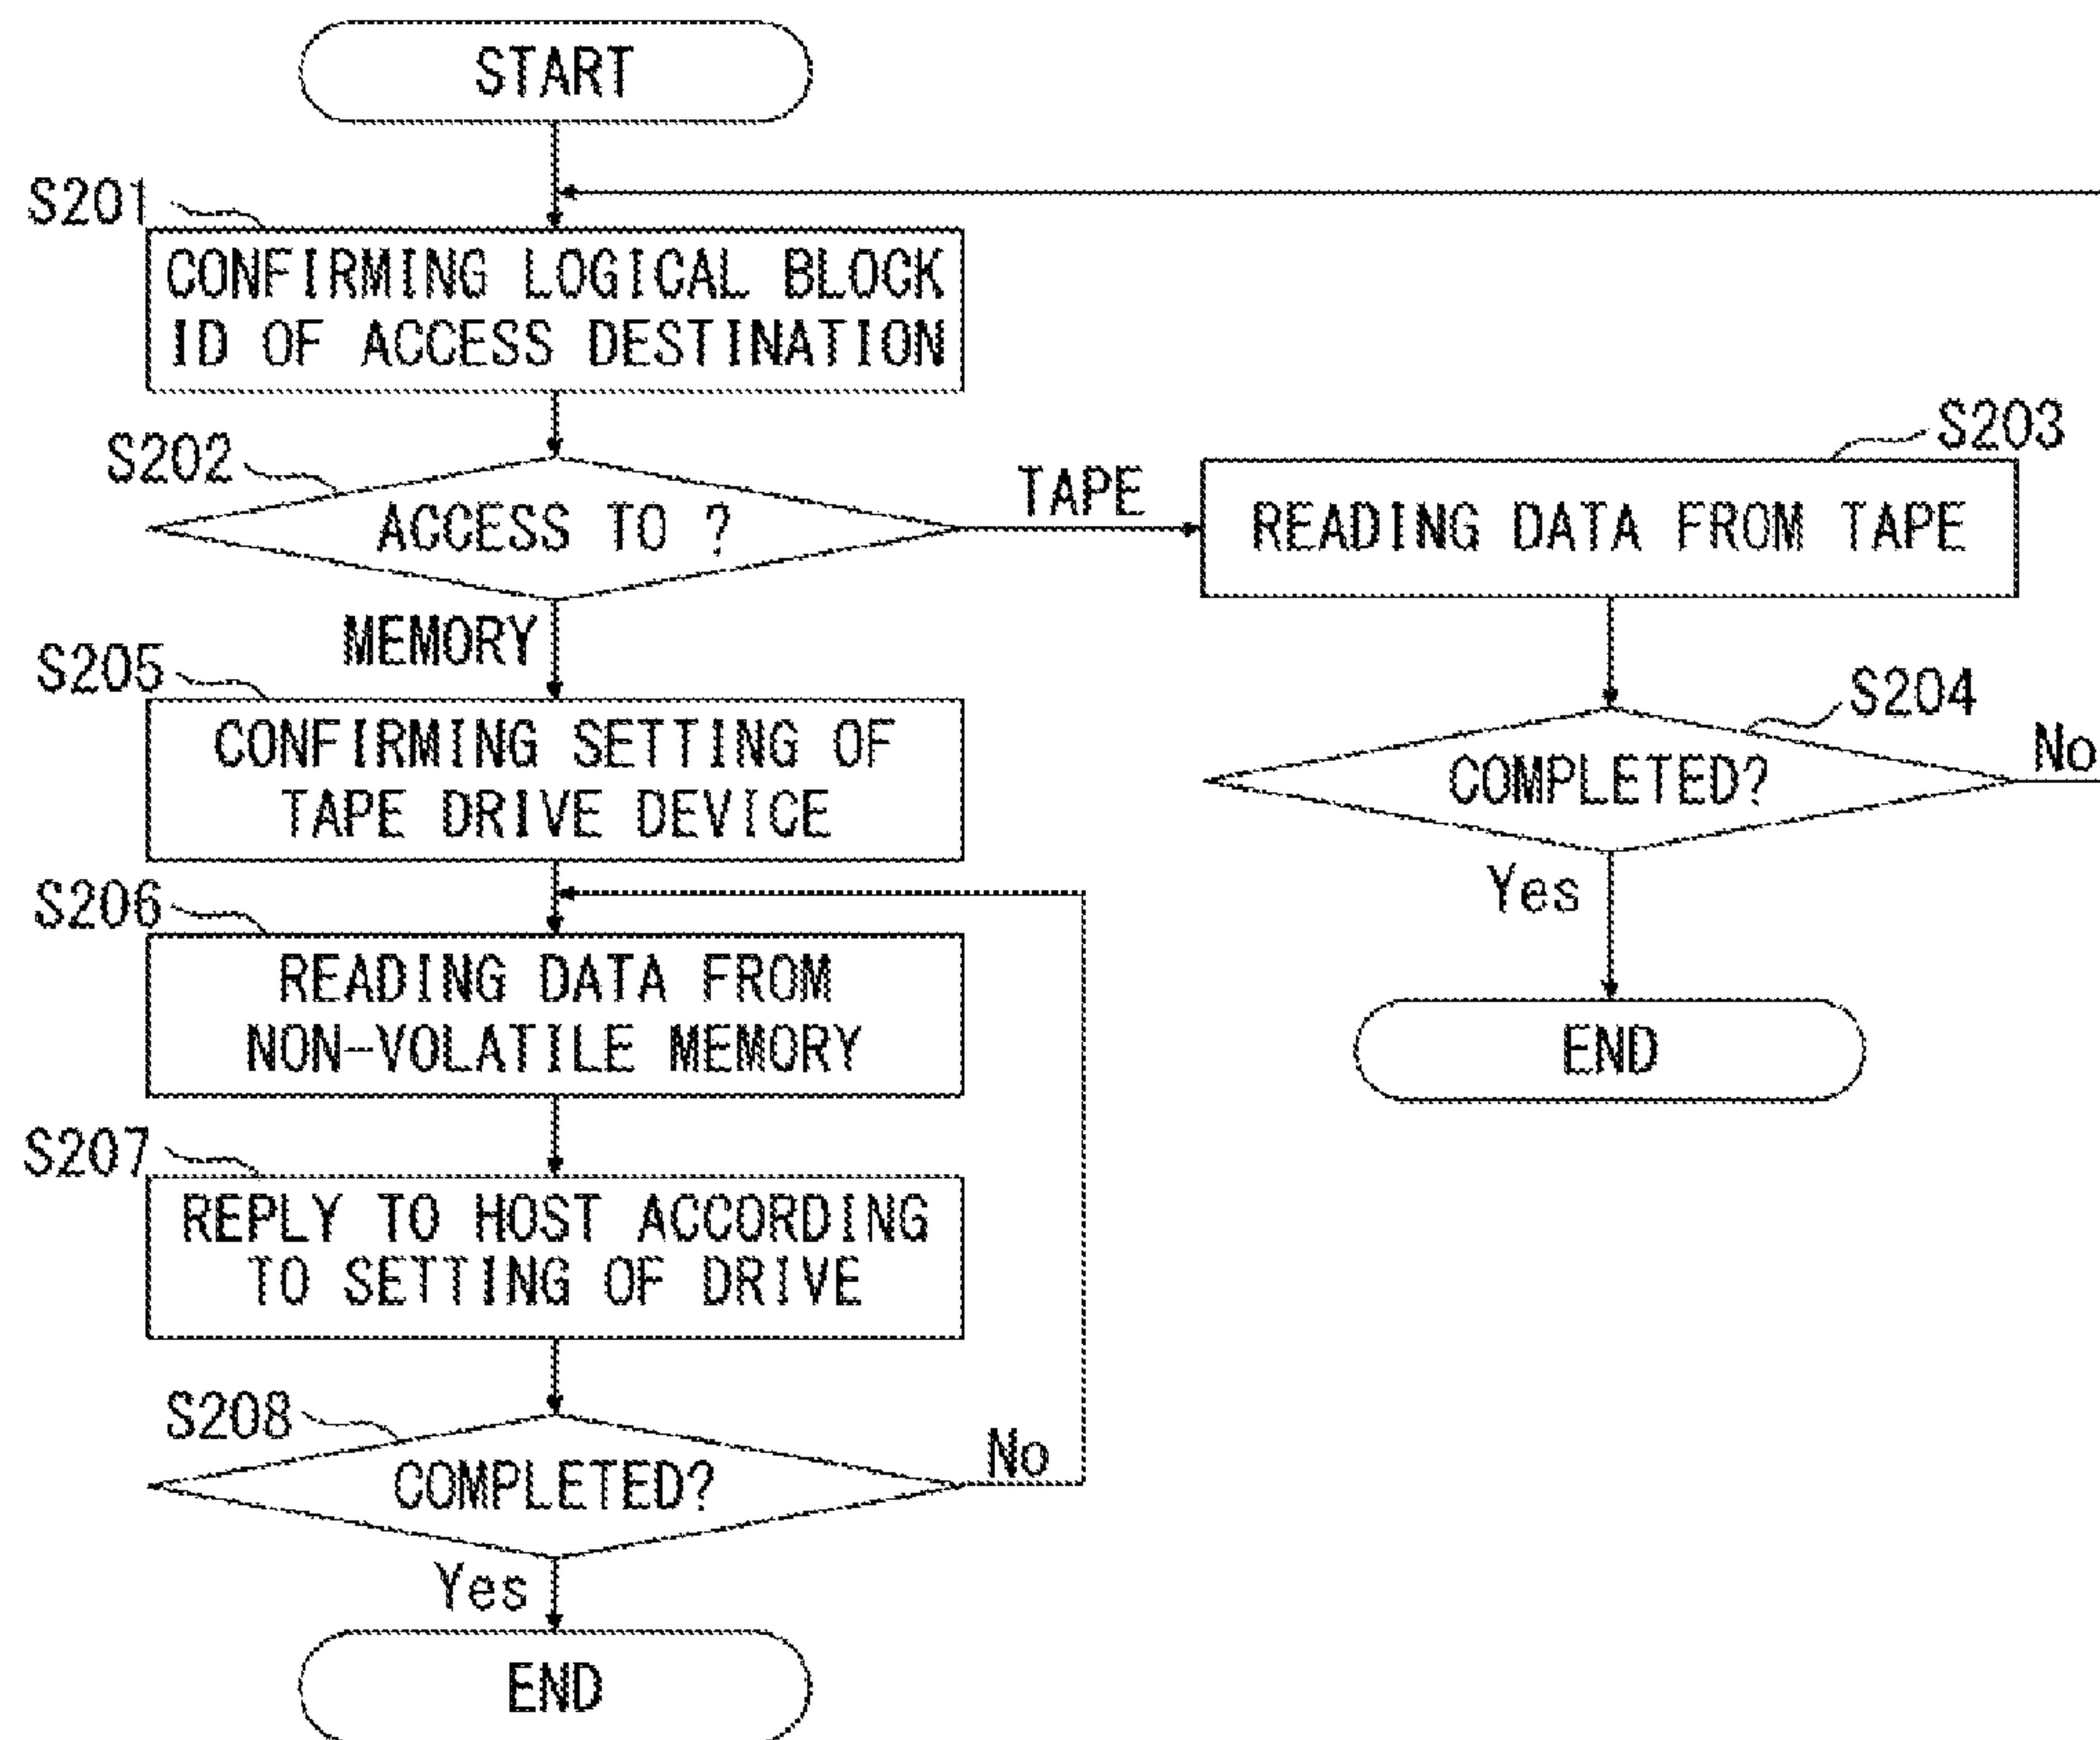 START
S201
CONFIRMING LOGICAL BLOCK
ID OF ACCESS DESTINATION
S202
ACCESS TO ?
TAPE
S203
READING DATA FROM TAPE
MEMORY
S204
COMPLETED?
No
Yes
END
S205
CONFIRMING SETTING OF
TAPE DRIVE DEVICE
S206
READING DATA FROM
NON-VOLATILE MEMORY
S207
REPLY TO HOST ACCORDING
TO SETTING OF DRIVE
S208
COMPLETED?
No
Yes
END